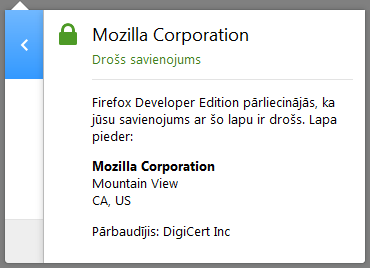 Mozilla Corporation
Drošs savienojums
Firefox Developer Edition pārliecinājās, ka
jūsu savienojums ar šo lapu ir drošs. Lapa
pieder:
Mozilla Corporation
Mountain View
CA, US
Pārbaudījis: DigiCert Inc